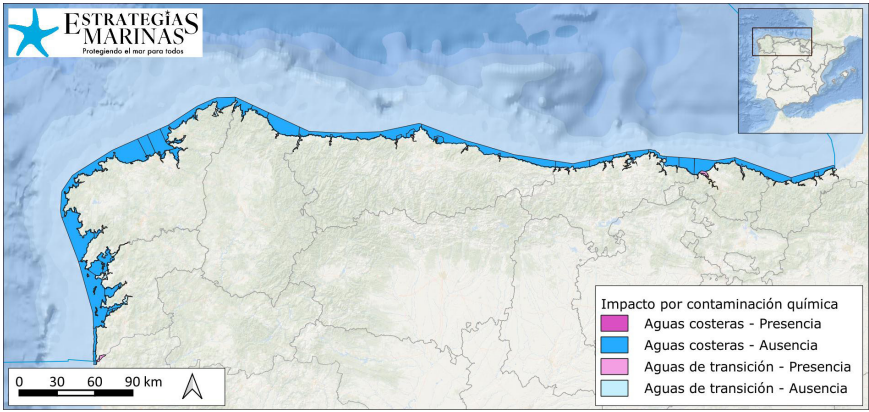 ESTRATEGIAS
MARINAS
Protegiendo el mar para todos
Impacto por contaminación química
Aguas costeras - Presencia
Aguas costeras - Ausencia
Aguas de transición - Presencia
Aguas de transición - Ausencia
0 30 60 90 km